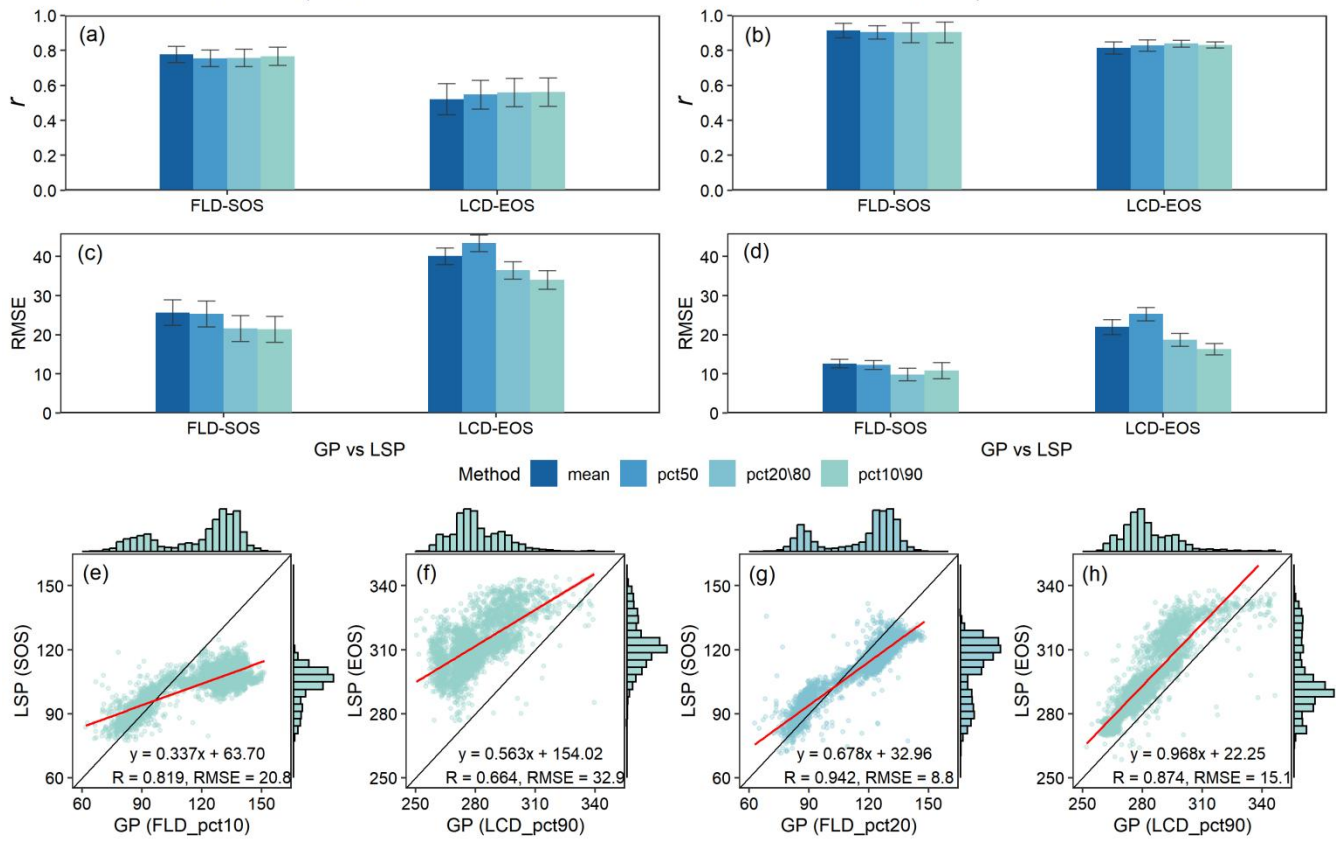 (a)
1.0
0.8
0.6
0.4
0.2
0.0
r
FLD-SOS
LCD-EOS
(b)
1.0
0.8
0.6
0.4
0.2
0.0
r
FLD-SOS
LCD-EOS
(c)
40
30
20
10
0
RMSE
FLD-SOS
LCD-EOS
GP vs LSP
(d)
40
30
20
10
0
RMSE
FLD-SOS
LCD-EOS
GP vs LSP
Method mean pct50 pct20\80 pct10\90
(e)
150
120
90
60
LSP (SOS)
y = 0.337x + 63.70
R = 0.819, RMSE = 20.8
60 90 120 150
GP (FLD_pct10)
(f)
340
310
280
250
LSP (EOS)
y = 0.563x + 154.02
R = 0.664, RMSE = 32.9
250 280 310 340
GP (LCD_pct90)
(g)
150
120
90
60
LSP (SOS)
y = 0.678x + 32.96
R = 0.942, RMSE = 8.8
60 90 120 150
GP (FLD_pct20)
(h)
340
310
280
250
LSP (EOS)
y = 0.968x + 22.25
R = 0.874, RMSE = 15.1
250 280 310 340
GP (LCD_pct90)